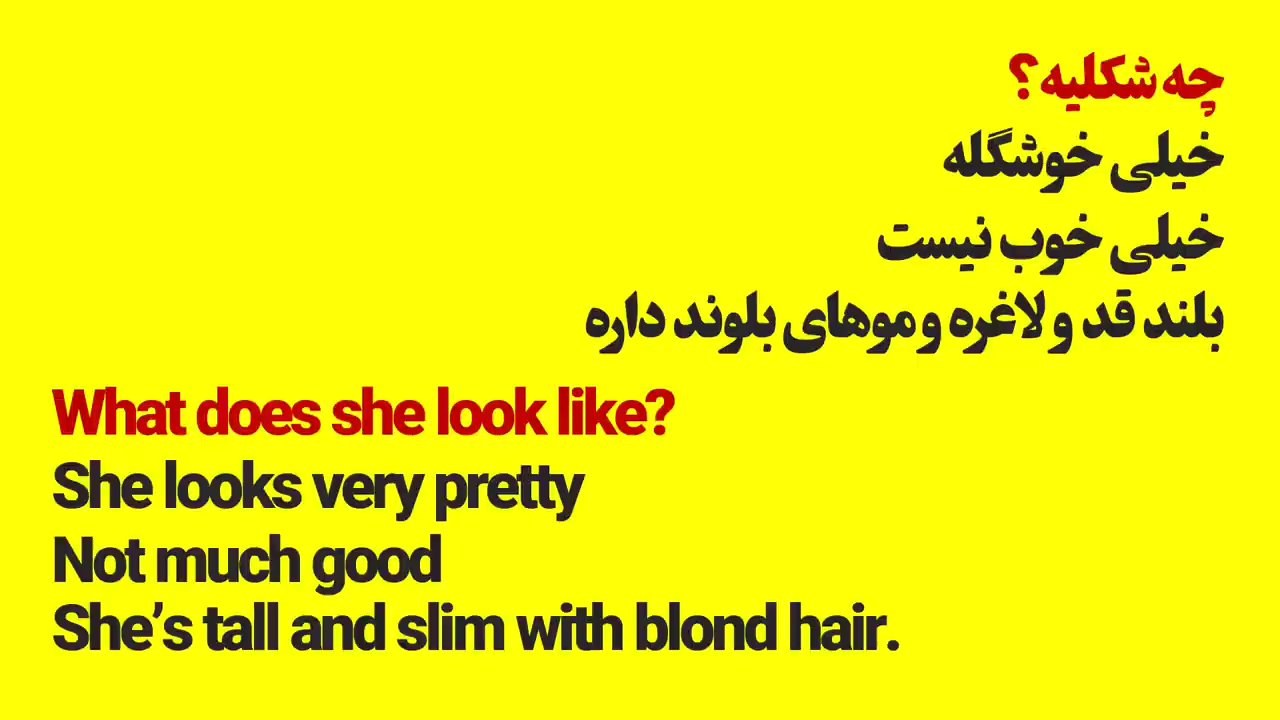 چه شکلیه؟
خیلی خوشگله
خیلی خوب نیست
بلند قد و لاغره و موهای بلوند داره
What does she look like?
She looks very pretty
Not much good
She’s tall and slim with blond hair.